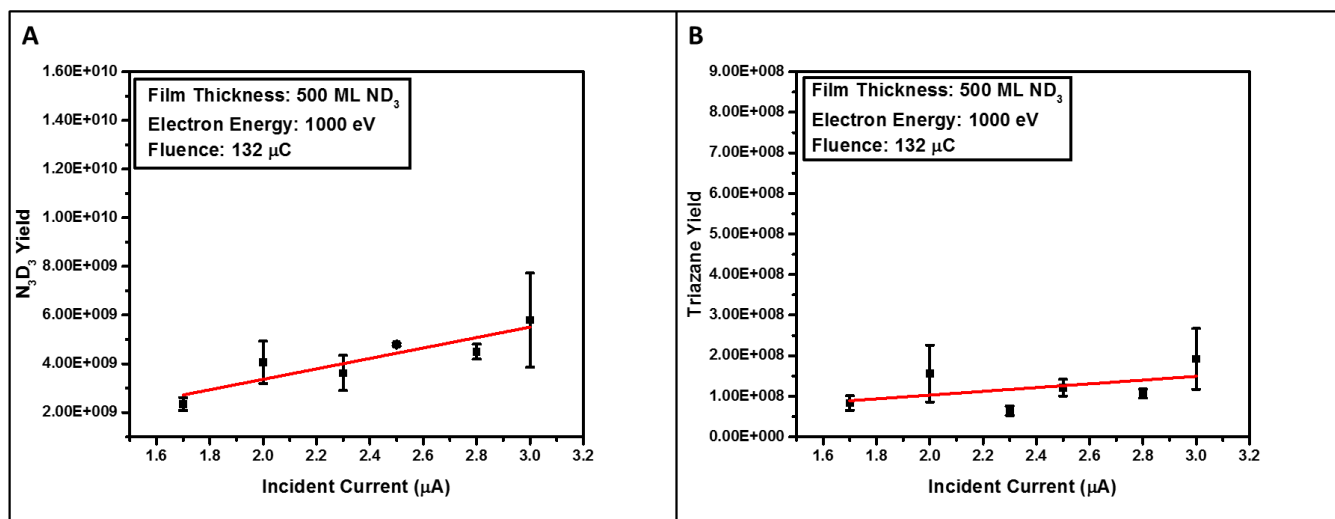 A
1.60E+010
1.40E+010
1.20E+010
1.00E+010
8.00E+009
6.00E+009
4.00E+009
2.00E+009
N₃D₃ Yield
Film Thickness: 500 ML ND₃
Electron Energy: 1000 eV
Fluence: 132 μC
1.6 1.8 2.0 2.2 2.4 2.6 2.8 3.0 3.2
Incident Current (μA)
B
9.00E+008
8.00E+008
7.00E+008
6.00E+008
5.00E+008
4.00E+008
3.00E+008
2.00E+008
1.00E+008
0.00E+000
Triazane Yield
Film Thickness: 500 ML ND₃
Electron Energy: 1000 eV
Fluence: 132 μC
1.6 1.8 2.0 2.2 2.4 2.6 2.8 3.0 3.2
Incident Current (μA)